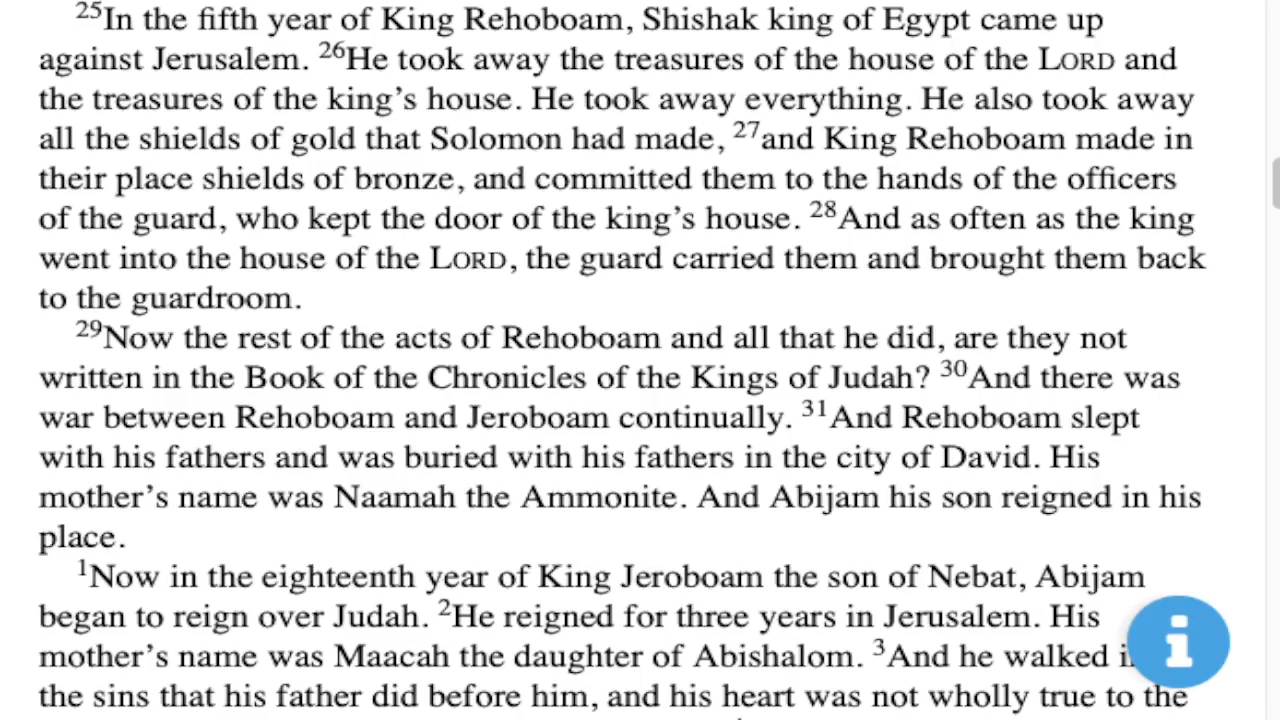 25In the fifth year of King Rehoboam, Shishak king of Egypt came up
against Jerusalem. 26He took away the treasures of the house of the LORD and
the treasures of the king’s house. He took away everything. He also took away
all the shields of gold that Solomon had made, 27and King Rehoboam made in
their place shields of bronze, and committed them to the hands of the officers
of the guard, who kept the door of the king’s house. 28And as often as the king
went into the house of the LORD, the guard carried them and brought them back
to the guardroom.
29Now the rest of the acts of Rehoboam and all that he did, are they not
written in the Book of the Chronicles of the Kings of Judah? 30And there was
war between Rehoboam and Jeroboam continually. 31And Rehoboam slept
with his fathers and was buried with his fathers in the city of David. His
mother’s name was Naamah the Ammonite. And Abijam his son reigned in his
place.
1Now in the eighteenth year of King Jeroboam the son of Nebat, Abijam
began to reign over Judah. 2He reigned for three years in Jerusalem. His
mother’s name was Maacah the daughter of Abishalom. 3And he walked
the sins that his father did before him, and his heart was not wholly true to the